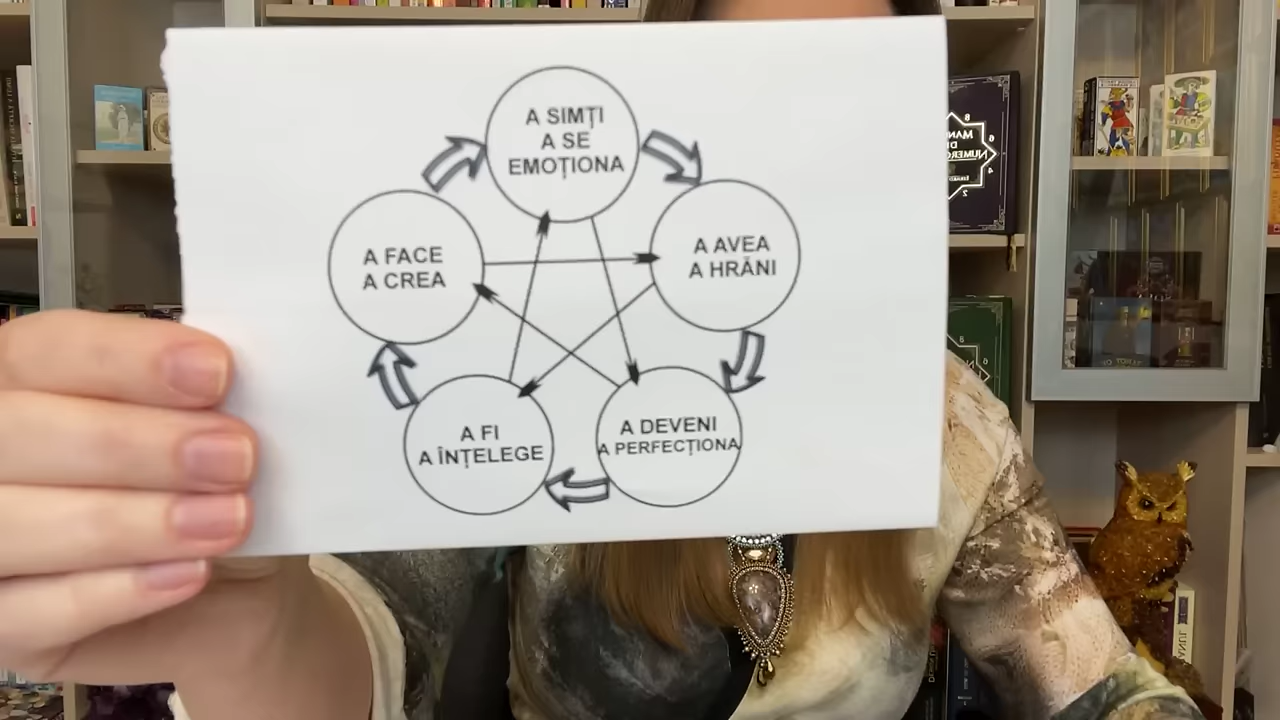 A SIMȚI
A SE
EMOȚIONA
A AVEA
A HRĂNI
A FACE
A CREA
A DEVENI
A PERFECȚIONA
A FI
A ÎNȚELEGE